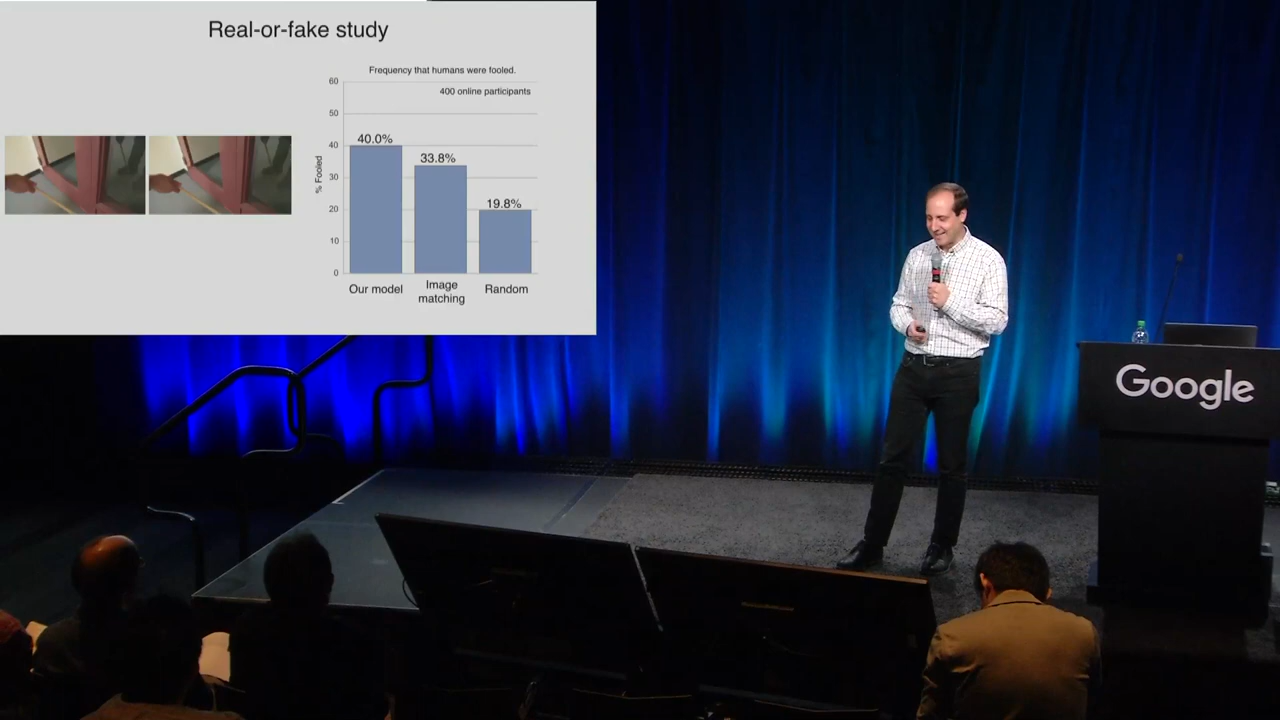 Real-or-fake study
Frequency that humans were fooled.
400 online participants
% Fooled
60
50
40
30
20
10
0
40.0%
33.8%
19.8%
Our model
Image
matching
Random
Google